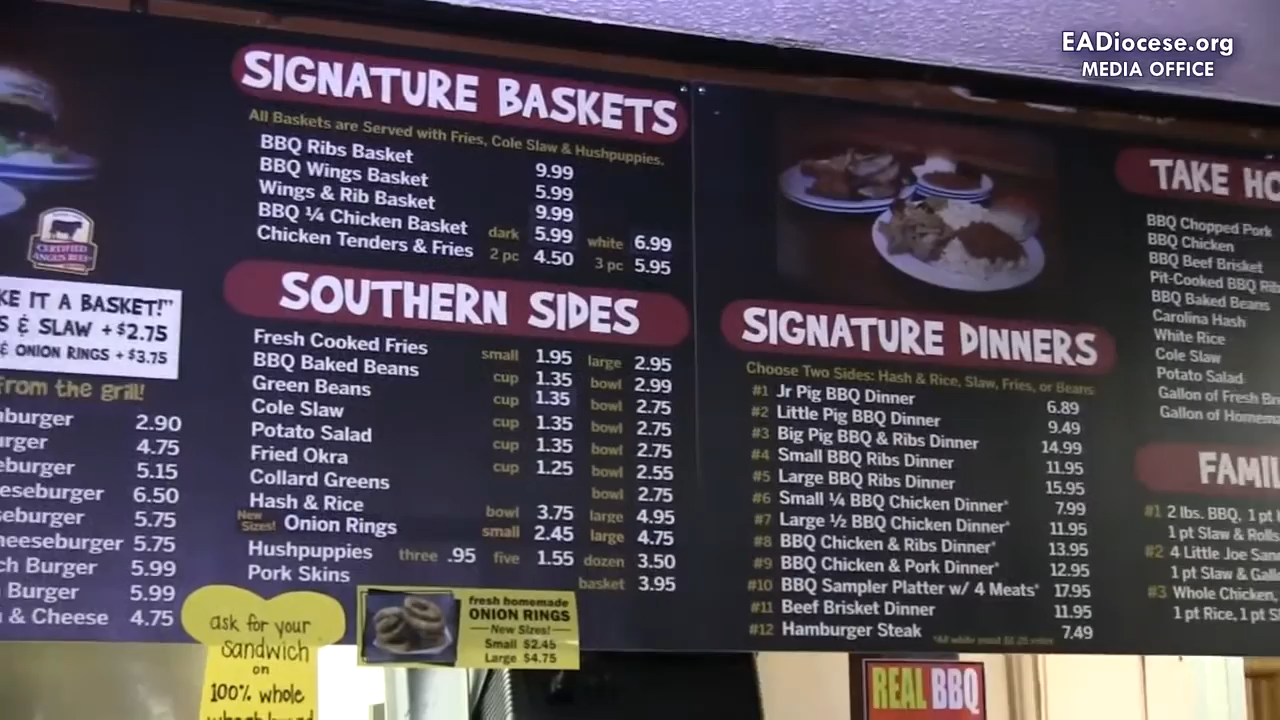 EADiocese.org
MEDIA OFFICE
SIGNATURE BASKETS
All Baskets are Served with Fries, Cole Slaw & Hushpuppies.
BBQ Ribs Basket 9.99
BBQ Wings Basket 5.99
Wings & Rib Basket 9.99
BBQ ¼ Chicken Basket dark 5.99 white 6.99
Chicken Tenders & Fries 2 pc 4.50 3 pc 5.95
CERTIFIED
ANGUS BEEF
KE IT A BASKET!"
S & SLAW + $2.75
& ONION RINGS + $3.75
from the grill!
burger 2.90
urger 4.75
eburger 5.15
eeseburger 6.50
seburger 5.75
heeseburger 5.75
ch Burger 5.99
Burger 5.99
& Cheese 4.75
SOUTHERN SIDES
Fresh Cooked Fries small 1.95 large 2.95
BBQ Baked Beans cup 1.35 bowl 2.99
Green Beans cup 1.35 bowl 2.75
Cole Slaw cup 1.35 bowl 2.75
Potato Salad cup 1.35 bowl 2.75
Fried Okra cup 1.25 bowl 2.55
Collard Greens bowl 2.75
Hash & Rice bowl 3.75 large 4.95
New Sizes! Onion Rings small 2.45 large 4.75
Hushpuppies three .95 five 1.55 dozen 3.50
Pork Skins basket 3.95
ask for your
sandwich
on
100% whole
wheat bread
fresh homemade
ONION RINGS
New Sizes!
Small $2.45
Large $4.75
SIGNATURE DINNERS
Choose Two Sides: Hash & Rice, Slaw, Fries, or Beans
#1 Jr Pig BBQ Dinner 6.89
#2 Little Pig BBQ Dinner 9.49
#3 Big Pig BBQ & Ribs Dinner 14.99
#4 Small BBQ Ribs Dinner 11.95
#5 Large BBQ Ribs Dinner 15.95
#6 Small ¼ BBQ Chicken Dinner* 7.99
#7 Large ½ BBQ Chicken Dinner* 11.95
#8 BBQ Chicken & Ribs Dinner* 13.95
#9 BBQ Chicken & Pork Dinner* 12.95
#10 BBQ Sampler Platter w/ 4 Meats* 17.95
#11 Beef Brisket Dinner 11.95
#12 Hamburger Steak 7.49
REAL BBQ
TAKE HO
BBQ Chopped Pork
BBQ Chicken
BBQ Beef Brisket
Pit-Cooked BBQ Rib
BBQ Baked Beans
Carolina Hash
White Rice
Cole Slaw
Potato Salad
Gallon of Fresh Br
Gallon of Homem
FAMIL
#1 2 lbs. BBQ, 1 pt
1 pt Slaw & Rolls
#2 4 Little Joe San
1 pt Slaw & Gall
#3 Whole Chicken,
1 pt Rice, 1 pt S